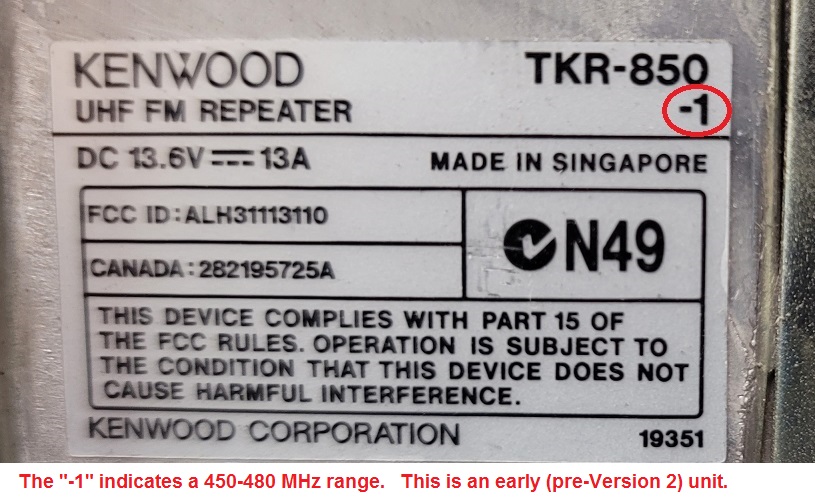 KENWOOD TKR-850
UHF FM REPEATER -1
DC 13.6V ⎓ 13A MADE IN SINGAPORE
FCC ID:ALH31113110
CANADA:282195725A
N49
THIS DEVICE COMPLIES WITH PART 15 OF
THE FCC RULES. OPERATION IS SUBJECT TO
THE CONDITION THAT THIS DEVICE DOES NOT
CAUSE HARMFUL INTERFERENCE.
KENWOOD CORPORATION 19351
The "-1" indicates a 450-480 MHz range. This is an early (pre-Version 2) unit.